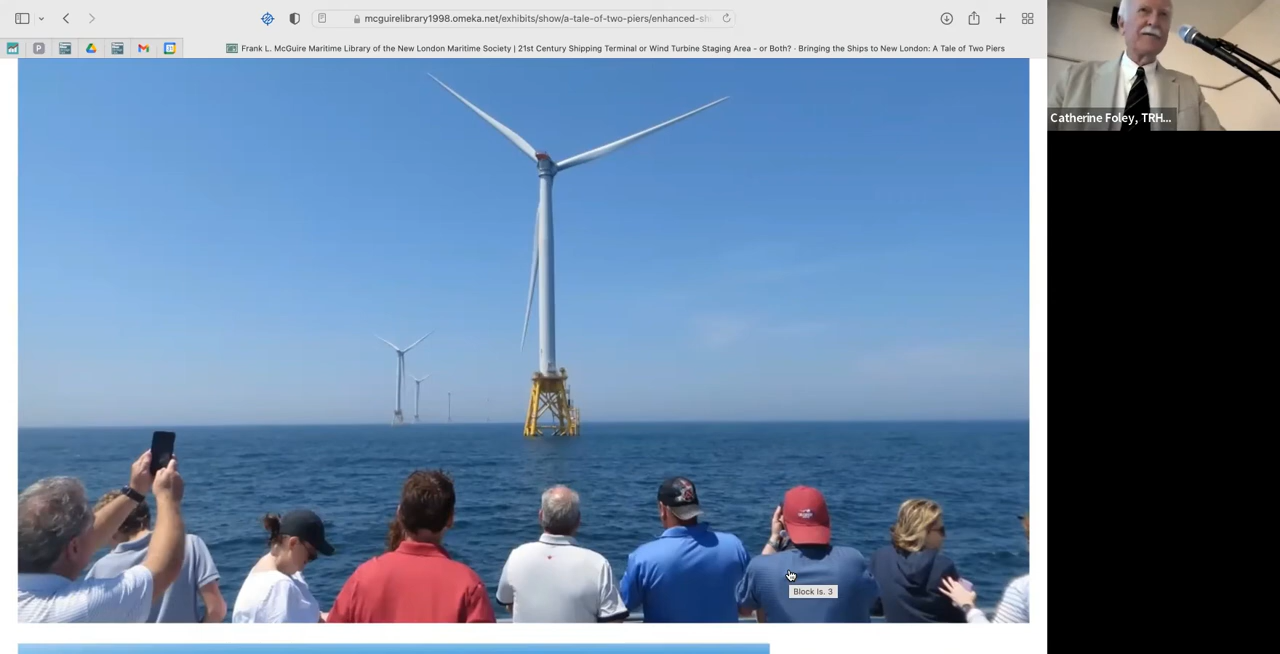 mcguirelibrary1998.omeka.net/exhibits/show/a-tale-of-two-piers/enhanced-sh
Frank L. McGuire Maritime Library of the New London Maritime Society | 21st Century Shipping Terminal or Wind Turbine Staging Area - or Both? · Bringing the Ships to New London: A Tale of Two Piers
Catherine Foley, TRH...
Block Is. 3